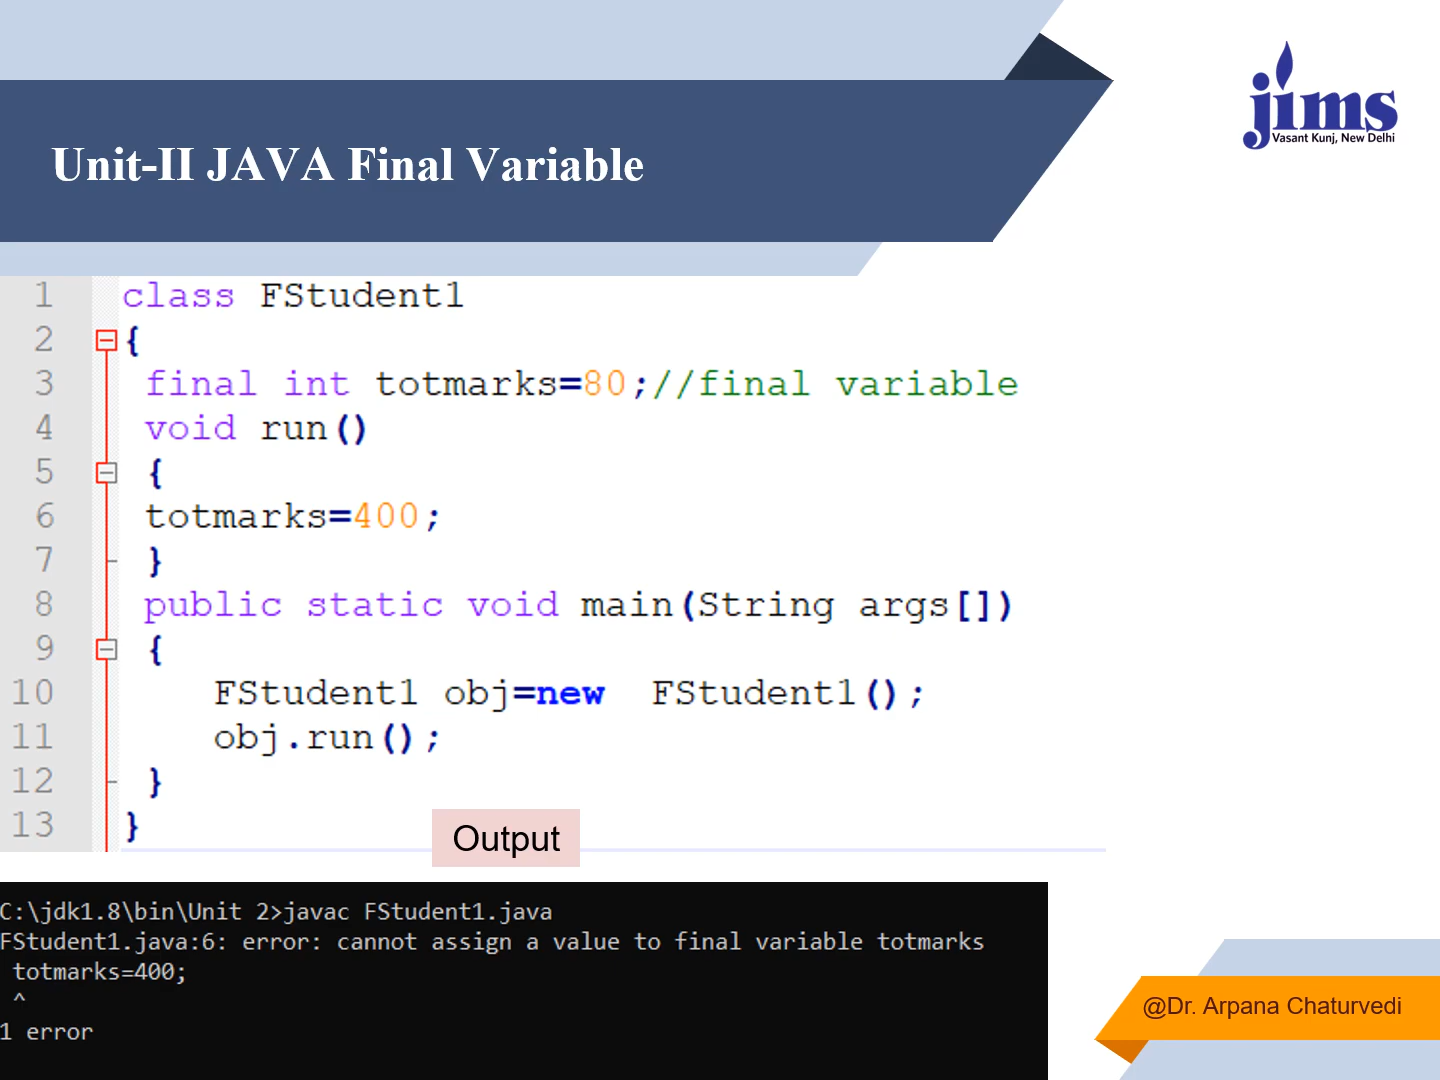 jims
Vasant Kunj, New Delhi
Unit-II JAVA Final Variable
1 class FStudent1
2 {
3 final int totmarks=80;//final variable
4 void run()
5 {
6 totmarks=400;
7 }
8 public static void main(String args[])
9 {
10 FStudent1 obj=new FStudent1();
11 obj.run();
12 }
13 }
Output
C:\jdk1.8\bin\Unit 2>javac FStudent1.java
FStudent1.java:6: error: cannot assign a value to final variable totmarks
totmarks=400;
^
1 error
@Dr. Arpana Chaturvedi